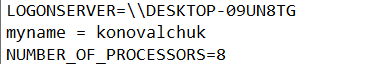 LOGONSERVER=\\DESKTOP-09UN8TG
myname = konovalchuk
NUMBER_OF_PROCESSORS=8